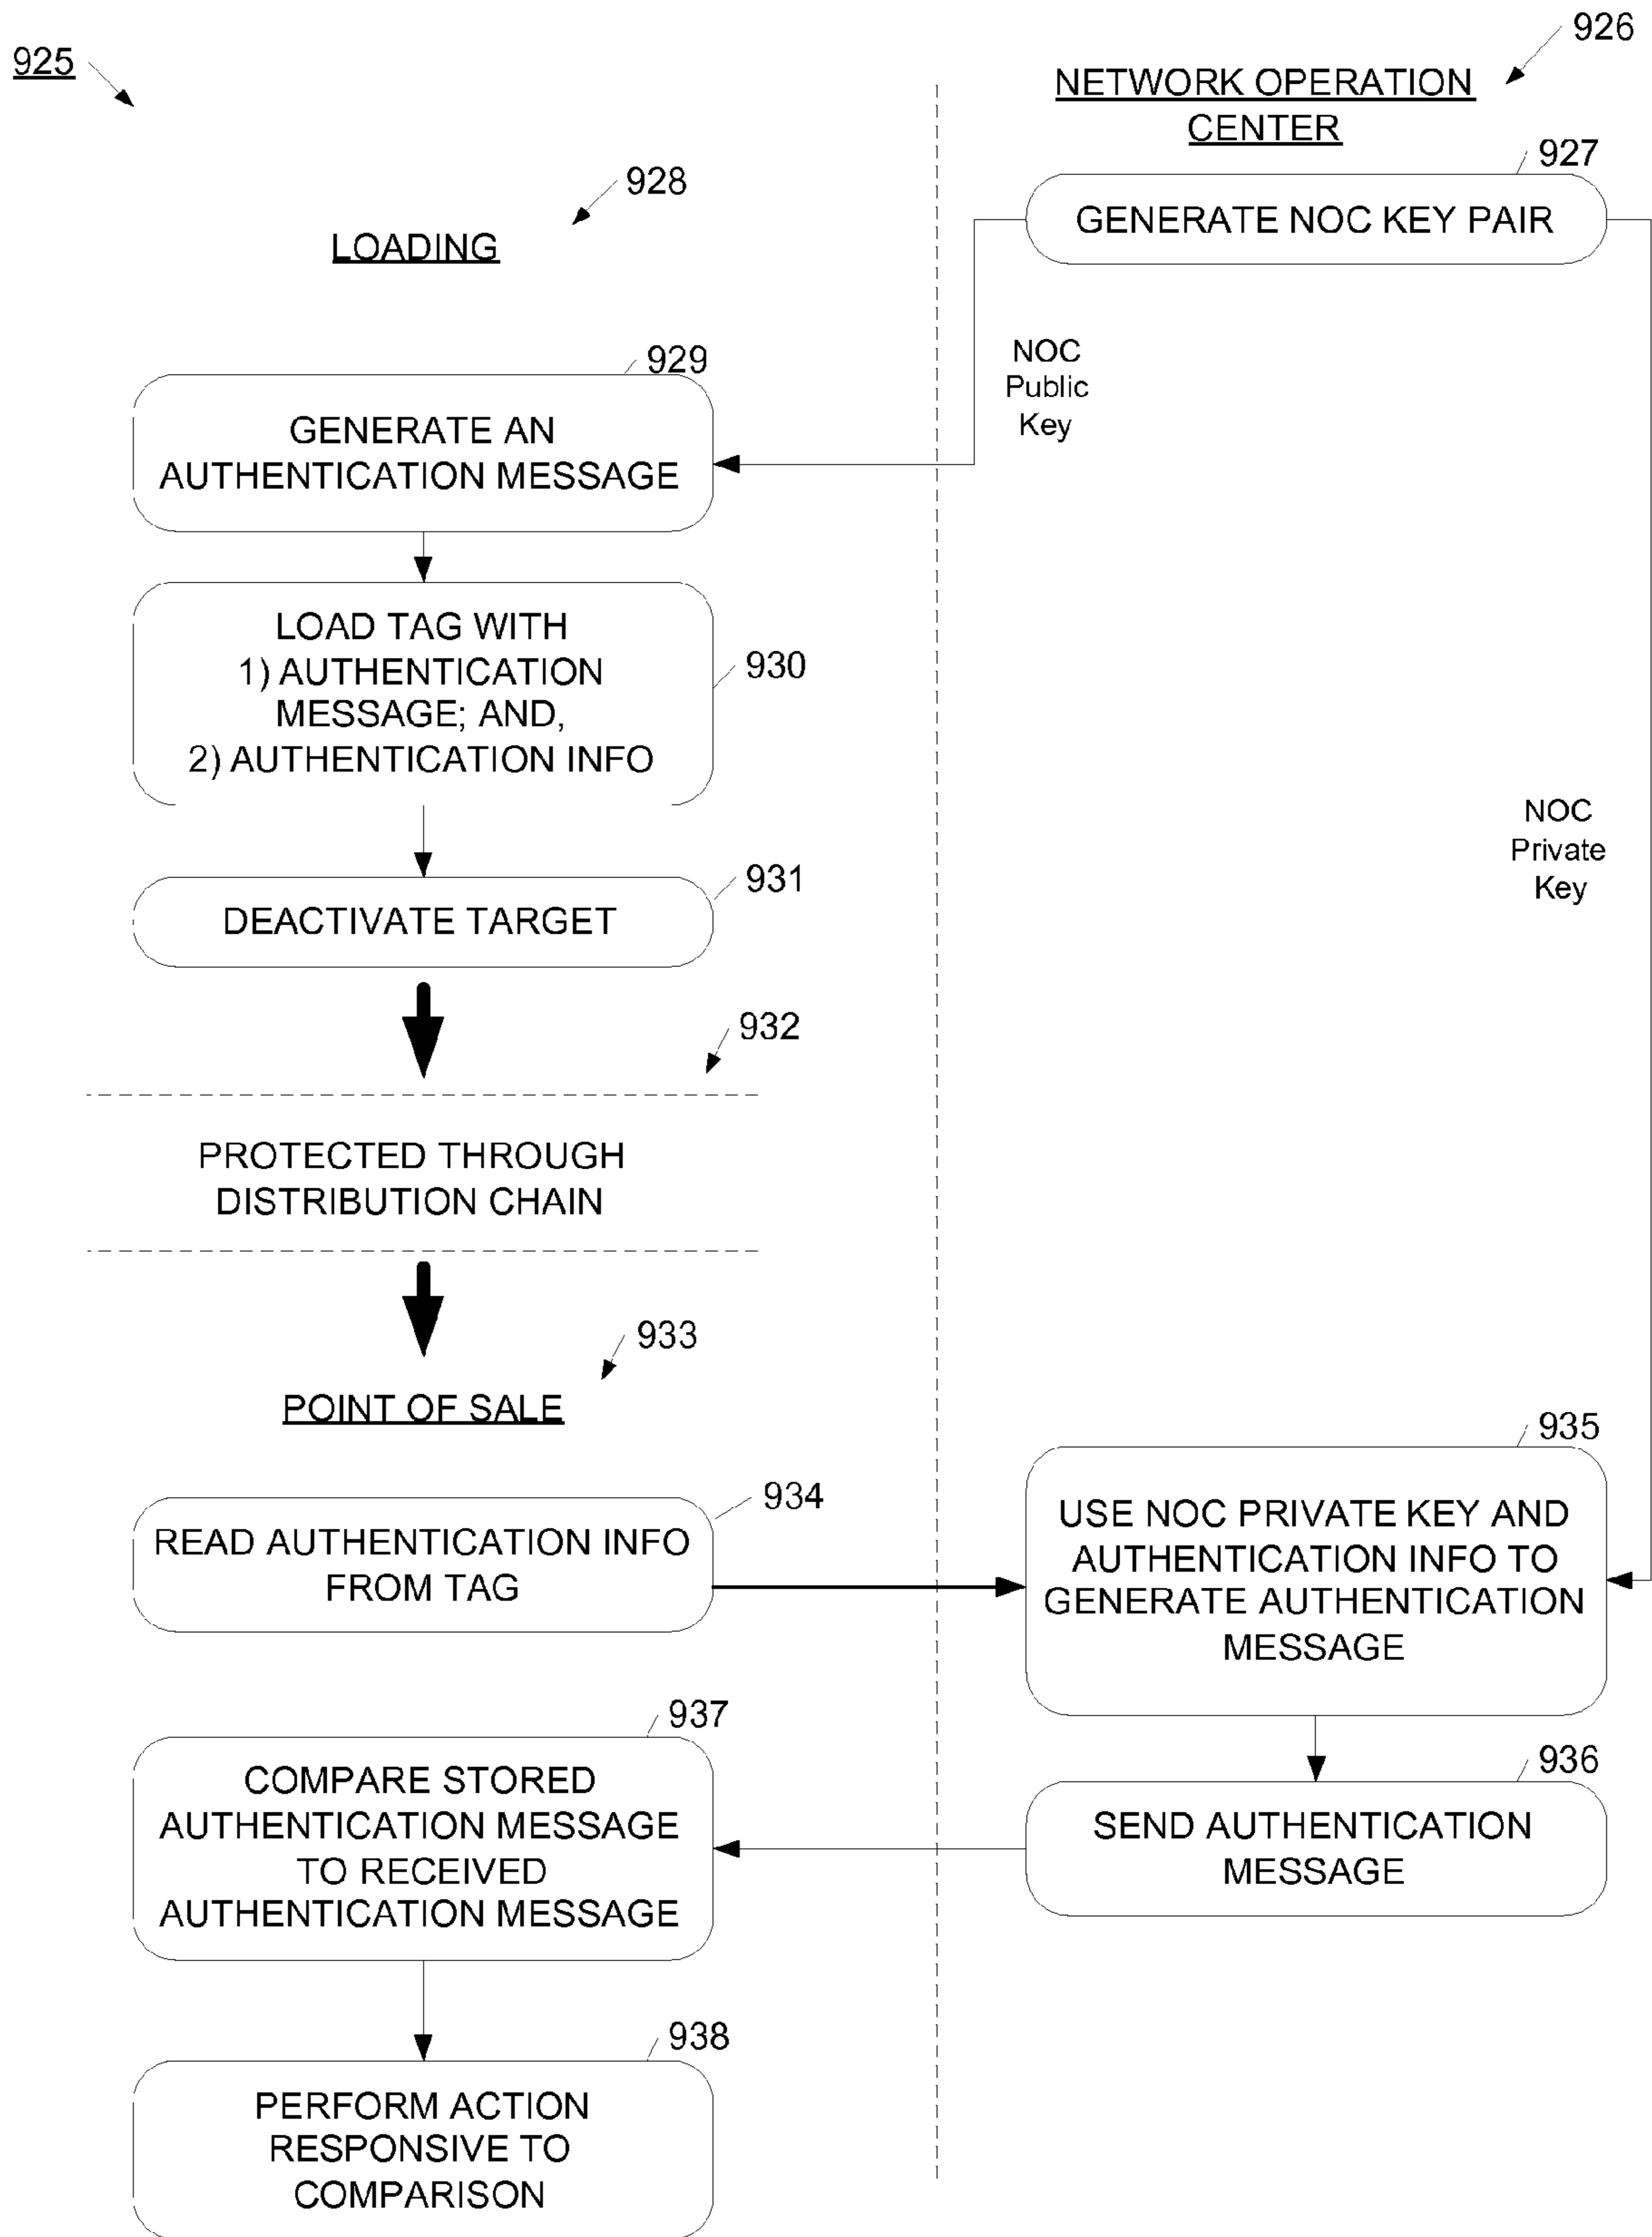 925
926
NETWORK OPERATION
CENTER
927
GENERATE NOC KEY PAIR
928
LOADING
NOC
Public
Key
929
GENERATE AN
AUTHENTICATION MESSAGE
LOAD TAG WITH
1) AUTHENTICATION
MESSAGE; AND,
2) AUTHENTICATION INFO
930
NOC
Private
Key
931
DEACTIVATE TARGET
932
PROTECTED THROUGH
DISTRIBUTION CHAIN
933
POINT OF SALE
934
READ AUTHENTICATION INFO
FROM TAG
935
USE NOC PRIVATE KEY AND
AUTHENTICATION INFO TO
GENERATE AUTHENTICATION
MESSAGE
936
SEND AUTHENTICATION
MESSAGE
937
COMPARE STORED
AUTHENTICATION MESSAGE
TO RECEIVED
AUTHENTICATION MESSAGE
938
PERFORM ACTION
RESPONSIVE TO
COMPARISON